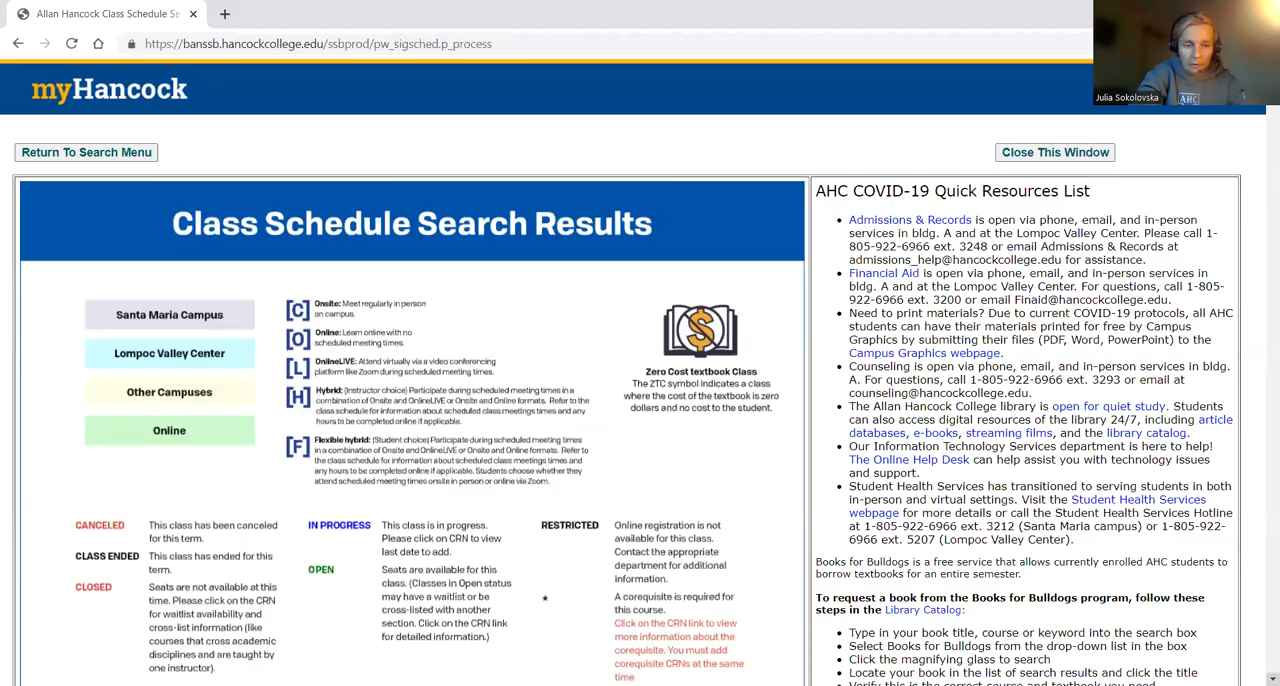 Allan Hancock Class Schedule Se
https://banssb.hancockcollege.edu/ssbprod/pw_sigsched.p_process
Julia Sokolovska
AHC
myHancock
Return To Search Menu
Close This Window
Class Schedule Search Results
Santa Maria Campus
Lompoc Valley Center
Other Campuses
Online
[C] Onsite: Meet regularly in person
on campus.
[O] Online: Learn online with no
scheduled meeting times.
[L] OnlineLIVE: Attend virtually via a video conferencing
platform like Zoom during scheduled meeting times.
[H] Hybrid: (Instructor choice) Participate during scheduled meeting times in a
combination of Onsite and OnlineLIVE or Onsite and Online formats. Refer to the
class schedule for information about scheduled class meetings times and any
hours to be completed online if applicable.
[F] Flexible hybrid: (Student choice) Participate during scheduled meeting times
in a combination of Onsite and OnlineLIVE or Onsite and Online formats. Refer to
the class schedule for information about scheduled class meeting times and
any hours to be completed online if applicable. Students choose whether they
attend scheduled meeting times onsite in person or online via Zoom.
Zero Cost textbook Class
The ZTC symbol indicates a class
where the cost of the textbook is zero
dollars and no cost to the student.
CANCELED This class has been canceled
for this term.
CLASS ENDED This class has ended for this
term.
CLOSED Seats are not available at this
time. Please click on the CRN
for waitlist availability and
cross-list information (like
courses that cross academic
disciplines and are taught by
one instructor).
IN PROGRESS This class is in progress.
Please click on CRN to view
last date to add.
OPEN Seats are available for this
class. (Classes in Open status
may have a waitlist or be
cross-listed with another
section. Click on the CRN link
for detailed information.)
RESTRICTED Online registration is not
available for this class.
Contact the appropriate
department for additional
information.
* A corequisite is required for
this course.
Click on the CRN link to view
more information about the
corequisite. You must add
corequisite CRNs at the same
time
AHC COVID-19 Quick Resources List
• Admissions & Records is open via phone, email, and in-person
services in bldg. A and at the Lompoc Valley Center. Please call 1-
805-922-6966 ext. 3248 or email Admissions & Records at
admissions_help@hancockcollege.edu for assistance.
• Financial Aid is open via phone, email, and in-person services in
bldg. A and at the Lompoc Valley Center. For questions, call 1-805-
922-6966 ext. 3200 or email Finaid@hancockcollege.edu.
• Need to print materials? Due to current COVID-19 protocols, all AHC
students can have their materials printed for free by Campus
Graphics by submitting their files (PDF, Word, PowerPoint) to the
Campus Graphics webpage.
• Counseling is open via phone, email, and in-person services in bldg.
A. For questions, call 1-805-922-6966 ext. 3293 or email at
counseling@hancockcollege.edu.
• The Allan Hancock College library is open for quiet study. Students
can also access digital resources of the library 24/7, including article
databases, e-books, streaming films, and the library catalog.
• Our Information Technology Services department is here to help!
The Online Help Desk can help assist you with technology issues
and support.
• Student Health Services has transitioned to serving students in both
in-person and virtual settings. Visit the Student Health Services
webpage for more details or call the Student Health Services Hotline
at 1-805-922-6966 ext. 3212 (Santa Maria campus) or 1-805-922-
6966 ext. 5207 (Lompoc Valley Center).
Books for Bulldogs is a free service that allows currently enrolled AHC students to
borrow textbooks for an entire semester.
To request a book from the Books for Bulldogs program, follow these
steps in the Library Catalog:
• Type in your book title, course or keyword into the search box
• Select Books for Bulldogs from the drop-down list in the box
• Click the magnifying glass to search
• Locate your book in the list of search results and click the title
• Verify this is the correct course and textbook you need